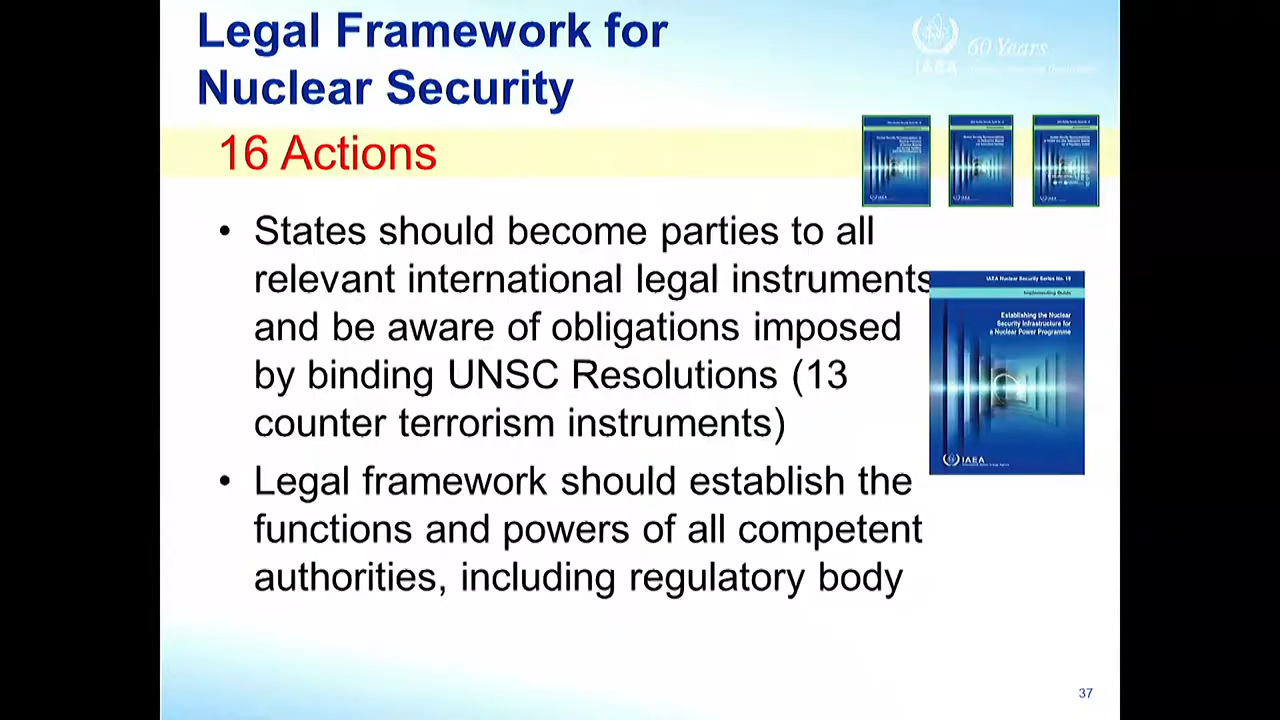 Legal Framework for
Nuclear Security
IAEA
60 Years
16 Actions
• States should become parties to all
relevant international legal instruments
and be aware of obligations imposed
by binding UNSC Resolutions (13
counter terrorism instruments)
IAEA Nuclear Security Series No. 19
Implementing Guide
Establishing the Nuclear
Security Infrastructure for
a Nuclear Power Programme
IAEA
• Legal framework should establish the
functions and powers of all competent
authorities, including regulatory body
37